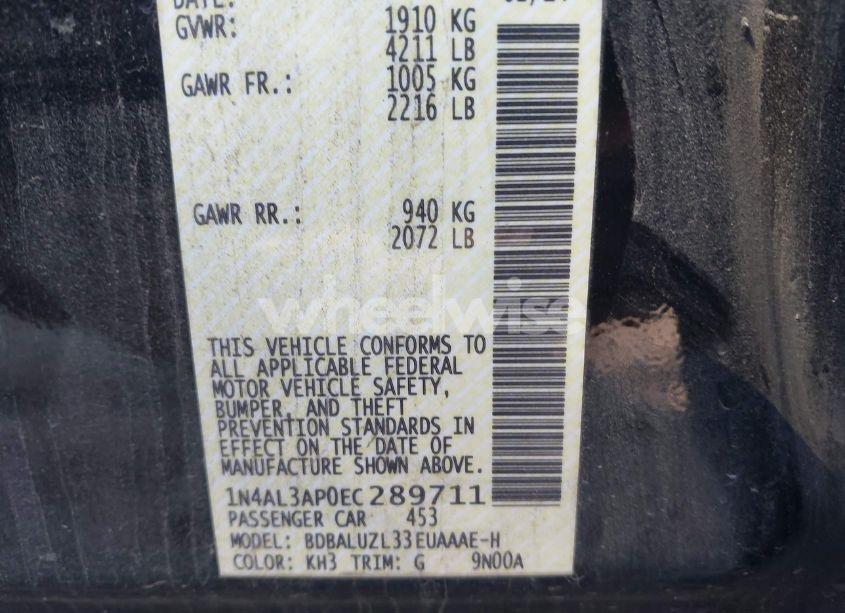 DATE:
GVWR: 1910 KG
4211 LB
GAWR FR.: 1005 KG
2216 LB
GAWR RR.: 940 KG
2072 LB
wheelwise
THIS VEHICLE CONFORMS TO
ALL APPLICABLE FEDERAL
MOTOR VEHICLE SAFETY,
BUMPER, AND THEFT
PREVENTION STANDARDS IN
EFFECT ON THE DATE OF
MANUFACTURE SHOWN ABOVE.
1N4AL3AP0EC289711
PASSENGER CAR 453
MODEL: BDBALUZL33EUAAAE-H
COLOR: KH3 TRIM: G 9N00A